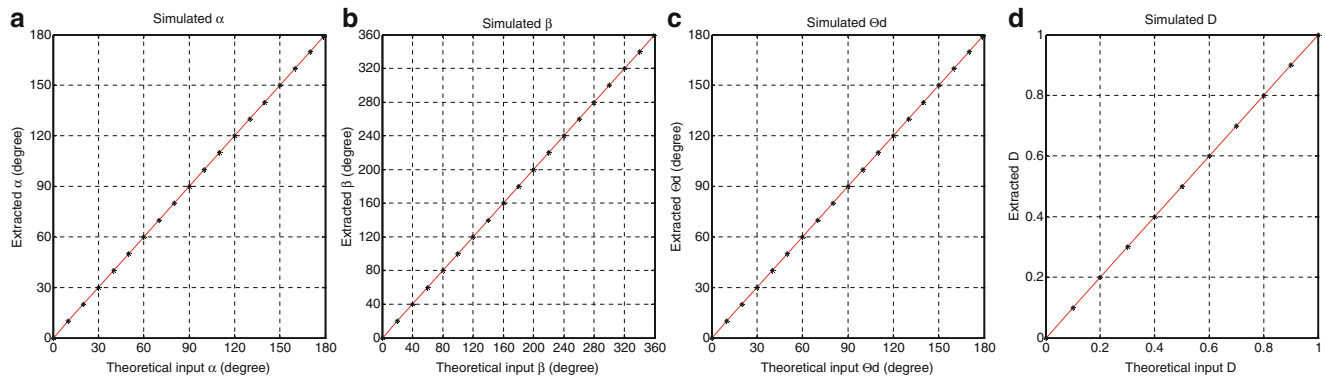 a
Simulated α
180
150
120
90
60
30
0
Extracted α (degree)
0 30 60 90 120 150 180
Theoretical input α (degree)
b
Simulated β
360
320
280
240
200
160
120
80
40
0
Extracted β (degree)
0 40 80 120 160 200 240 280 320 360
Theoretical input β (degree)
c
Simulated Θd
180
150
120
90
60
30
0
Extracted Θd (degree)
0 30 60 90 120 150 180
Theoretical input Θd (degree)
d
Simulated D
1
0.8
0.6
0.4
0.2
0
Extracted D
0 0.2 0.4 0.6 0.8 1
Theoretical input D